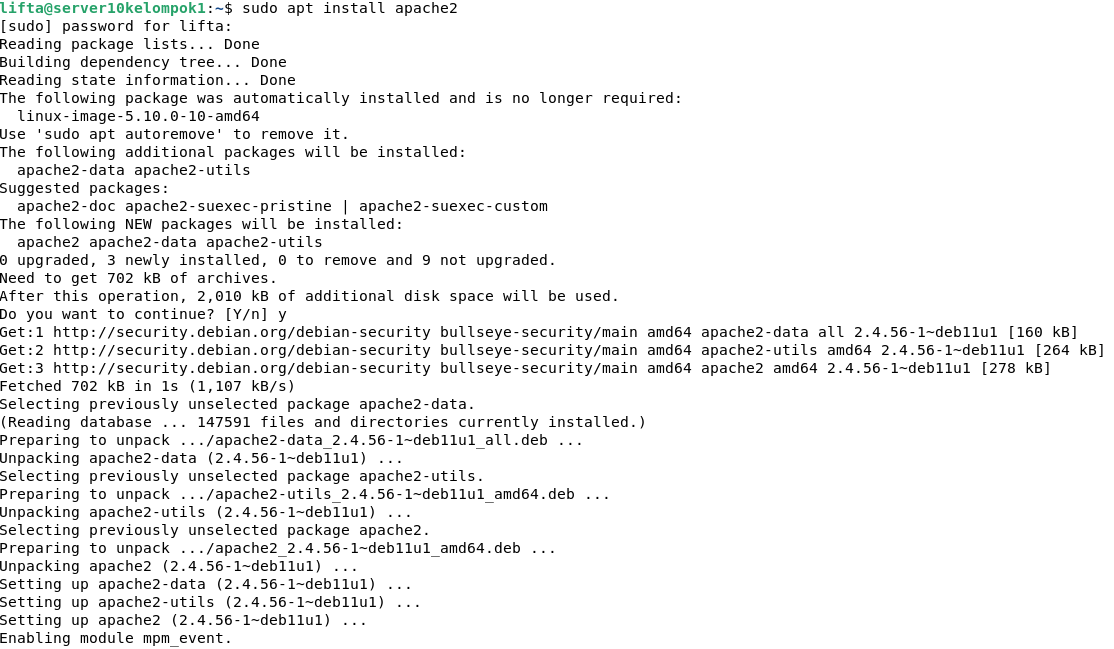 lifta@server10kelompok1:~$ sudo apt install apache2
[sudo] password for lifta:
Reading package lists... Done
Building dependency tree... Done
Reading state information... Done
The following package was automatically installed and is no longer required:
  linux-image-5.10.0-10-amd64
Use 'sudo apt autoremove' to remove it.
The following additional packages will be installed:
  apache2-data apache2-utils
Suggested packages:
  apache2-doc apache2-suexec-pristine | apache2-suexec-custom
The following NEW packages will be installed:
  apache2 apache2-data apache2-utils
0 upgraded, 3 newly installed, 0 to remove and 9 not upgraded.
Need to get 702 kB of archives.
After this operation, 2,010 kB of additional disk space will be used.
Do you want to continue? [Y/n] y
Get:1 http://security.debian.org/debian-security bullseye-security/main amd64 apache2-data all 2.4.56-1~deb11u1 [160 kB]
Get:2 http://security.debian.org/debian-security bullseye-security/main amd64 apache2-utils amd64 2.4.56-1~deb11u1 [264 kB]
Get:3 http://security.debian.org/debian-security bullseye-security/main amd64 apache2 amd64 2.4.56-1~deb11u1 [278 kB]
Fetched 702 kB in 1s (1,107 kB/s)
Selecting previously unselected package apache2-data.
(Reading database ... 147591 files and directories currently installed.)
Preparing to unpack .../apache2-data_2.4.56-1~deb11u1_all.deb ...
Unpacking apache2-data (2.4.56-1~deb11u1) ...
Selecting previously unselected package apache2-utils.
Preparing to unpack .../apache2-utils_2.4.56-1~deb11u1_amd64.deb ...
Unpacking apache2-utils (2.4.56-1~deb11u1) ...
Selecting previously unselected package apache2.
Preparing to unpack .../apache2_2.4.56-1~deb11u1_amd64.deb ...
Unpacking apache2 (2.4.56-1~deb11u1) ...
Setting up apache2-data (2.4.56-1~deb11u1) ...
Setting up apache2-utils (2.4.56-1~deb11u1) ...
Setting up apache2 (2.4.56-1~deb11u1) ...
Enabling module mpm_event.